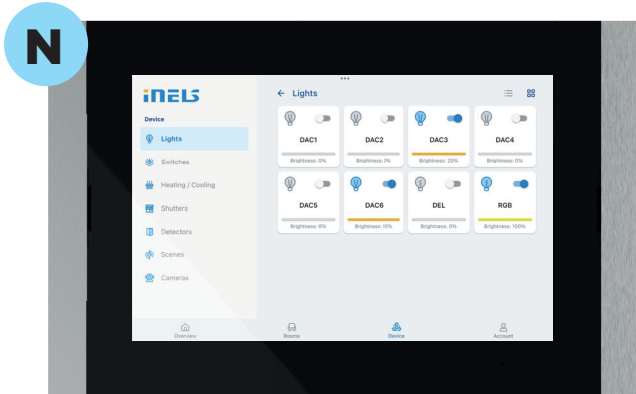 N
iNELS
Device
Lights
Switches
Heating / Cooling
Shutters
Detectors
Scenes
Cameras
← Lights
DAC1
Brightness: 0%
DAC2
Brightness: 1%
DAC3
Brightness: 20%
DAC4
Brightness: 0%
DAC5
Brightness: 0%
DAC6
Brightness: 10%
DEL
Brightness: 0%
RGB
Brightness: 100%
Overview
Rooms
Device
Account